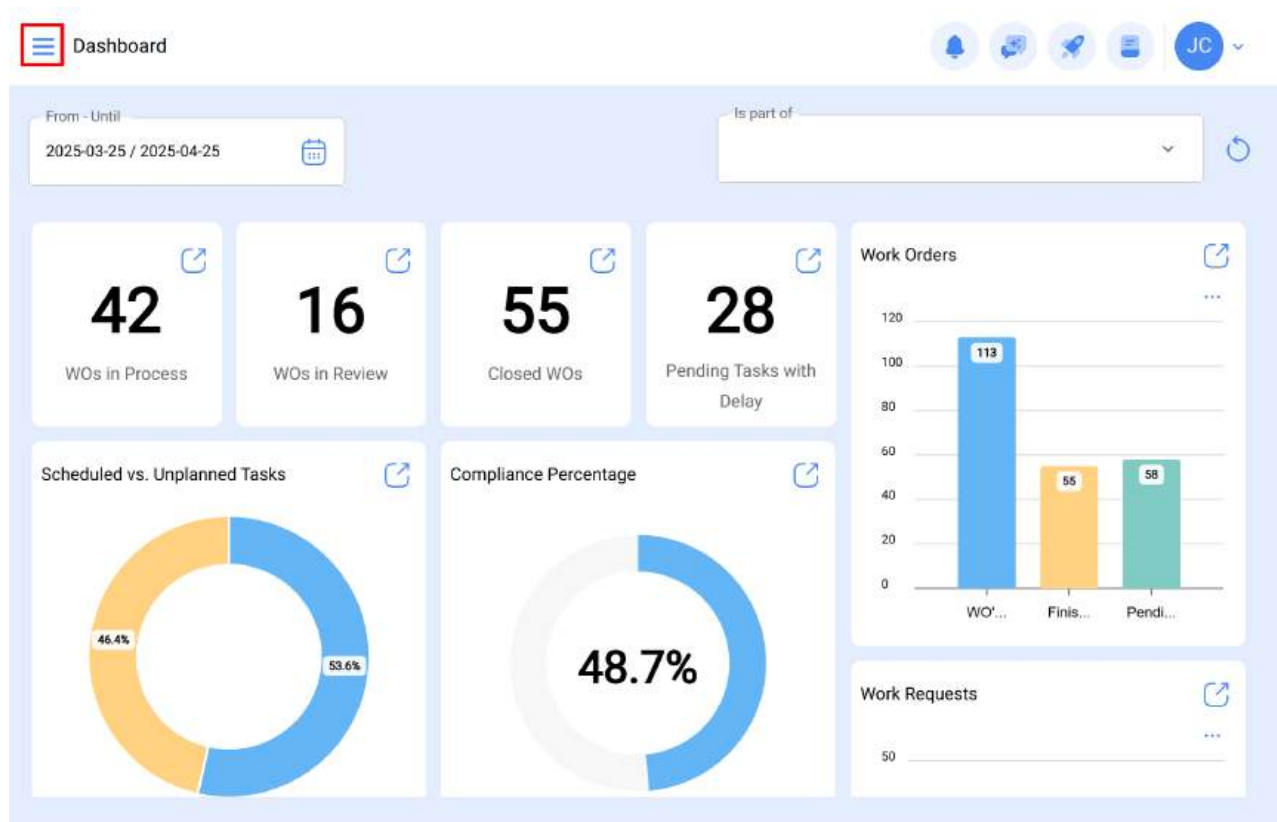 Dashboard
JC
From - Until
2025-03-25 / 2025-04-25
Is part of
42
WOs in Process
16
WOs in Review
55
Closed WOs
28
Pending Tasks with
Delay
Work Orders
120
100
80
60
40
20
0
113
55
58
WO'...
Finis...
Pendi...
Scheduled vs. Unplanned Tasks
46.4%
53.6%
Compliance Percentage
48.7%
Work Requests
50